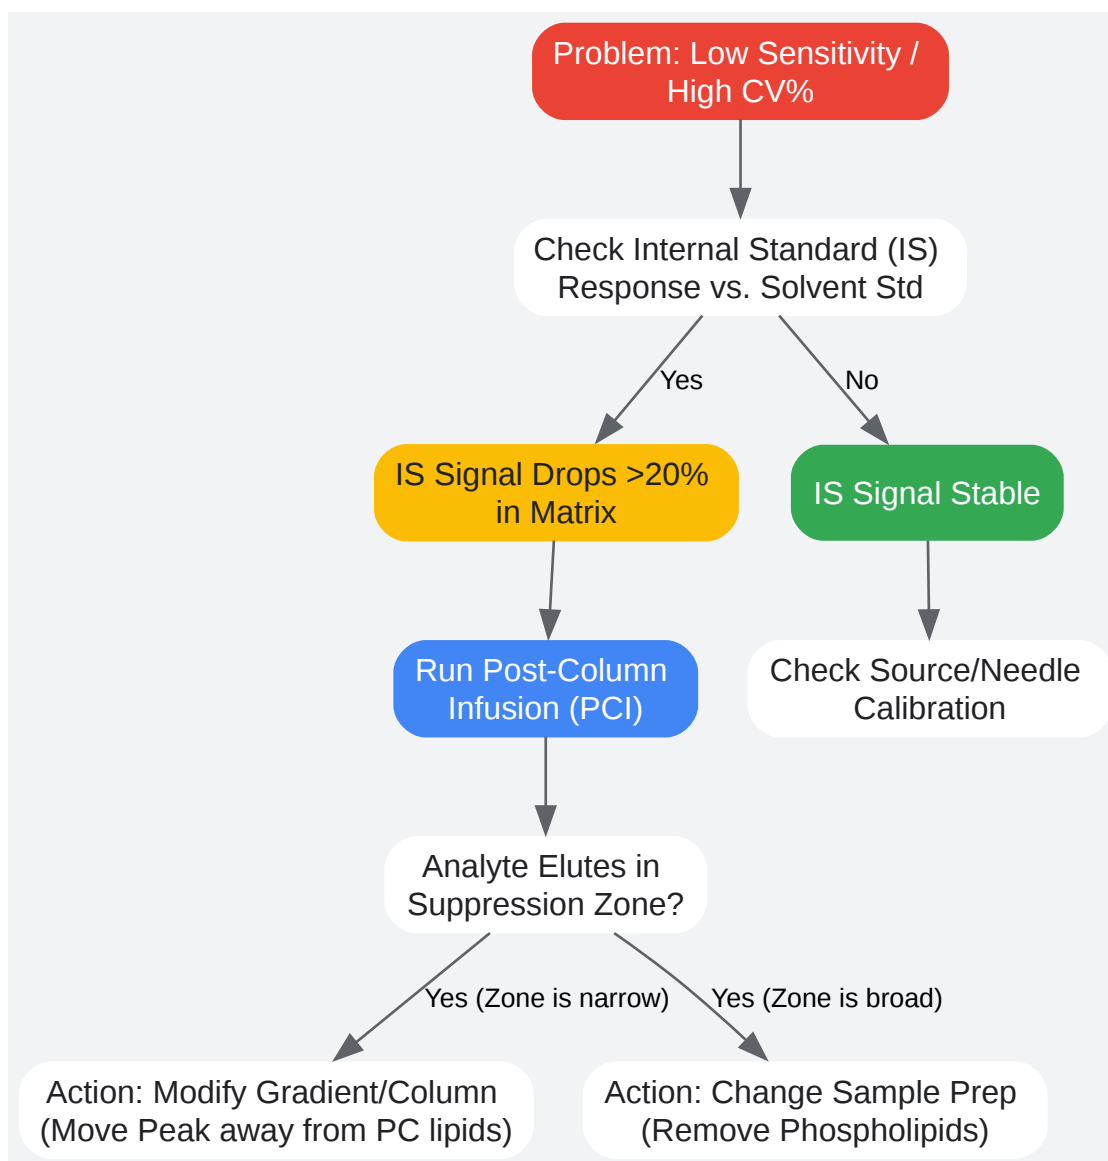 Problem: Low Sensitivity /
High CV%
Check Internal Standard (IS)
Response vs. Solvent Std
Yes
No
IS Signal Drops >20%
in Matrix
IS Signal Stable
Run Post-Column
Infusion (PCI)
Check Source/Needle
Calibration
Analyte Elutes in
Suppression Zone?
Yes (Zone is narrow)
Yes (Zone is broad)
Action: Modify Gradient/Column
(Move Peak away from PC lipids)
Action: Change Sample Prep
(Remove Phospholipids)